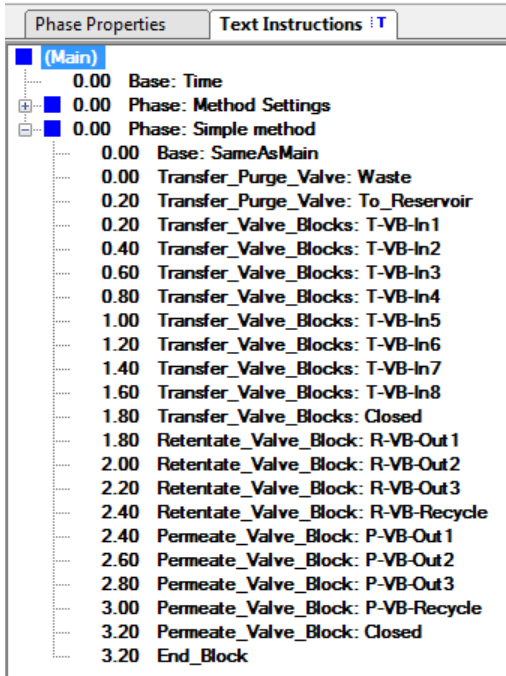 Phase Properties
Text Instructions T
(Main)
0.00 Base: Time
0.00 Phase: Method Settings
0.00 Phase: Simple method
0.00 Base: SameAsMain
0.00 Transfer_Purge_Valve: Waste
0.20 Transfer_Purge_Valve: To_Reservoir
0.20 Transfer_Valve_Blocks: T-VB-In1
0.40 Transfer_Valve_Blocks: T-VB-In2
0.60 Transfer_Valve_Blocks: T-VB-In3
0.80 Transfer_Valve_Blocks: T-VB-In4
1.00 Transfer_Valve_Blocks: T-VB-In5
1.20 Transfer_Valve_Blocks: T-VB-In6
1.40 Transfer_Valve_Blocks: T-VB-In7
1.60 Transfer_Valve_Blocks: T-VB-In8
1.80 Transfer_Valve_Blocks: Closed
1.80 Retentate_Valve_Block: R-VB-Out1
2.00 Retentate_Valve_Block: R-VB-Out2
2.20 Retentate_Valve_Block: R-VB-Out3
2.40 Retentate_Valve_Block: R-VB-Recycle
2.40 Permeate_Valve_Block: P-VB-Out1
2.60 Permeate_Valve_Block: P-VB-Out2
2.80 Permeate_Valve_Block: P-VB-Out3
3.00 Permeate_Valve_Block: P-VB-Recycle
3.20 Permeate_Valve_Block: Closed
3.20 End_Block